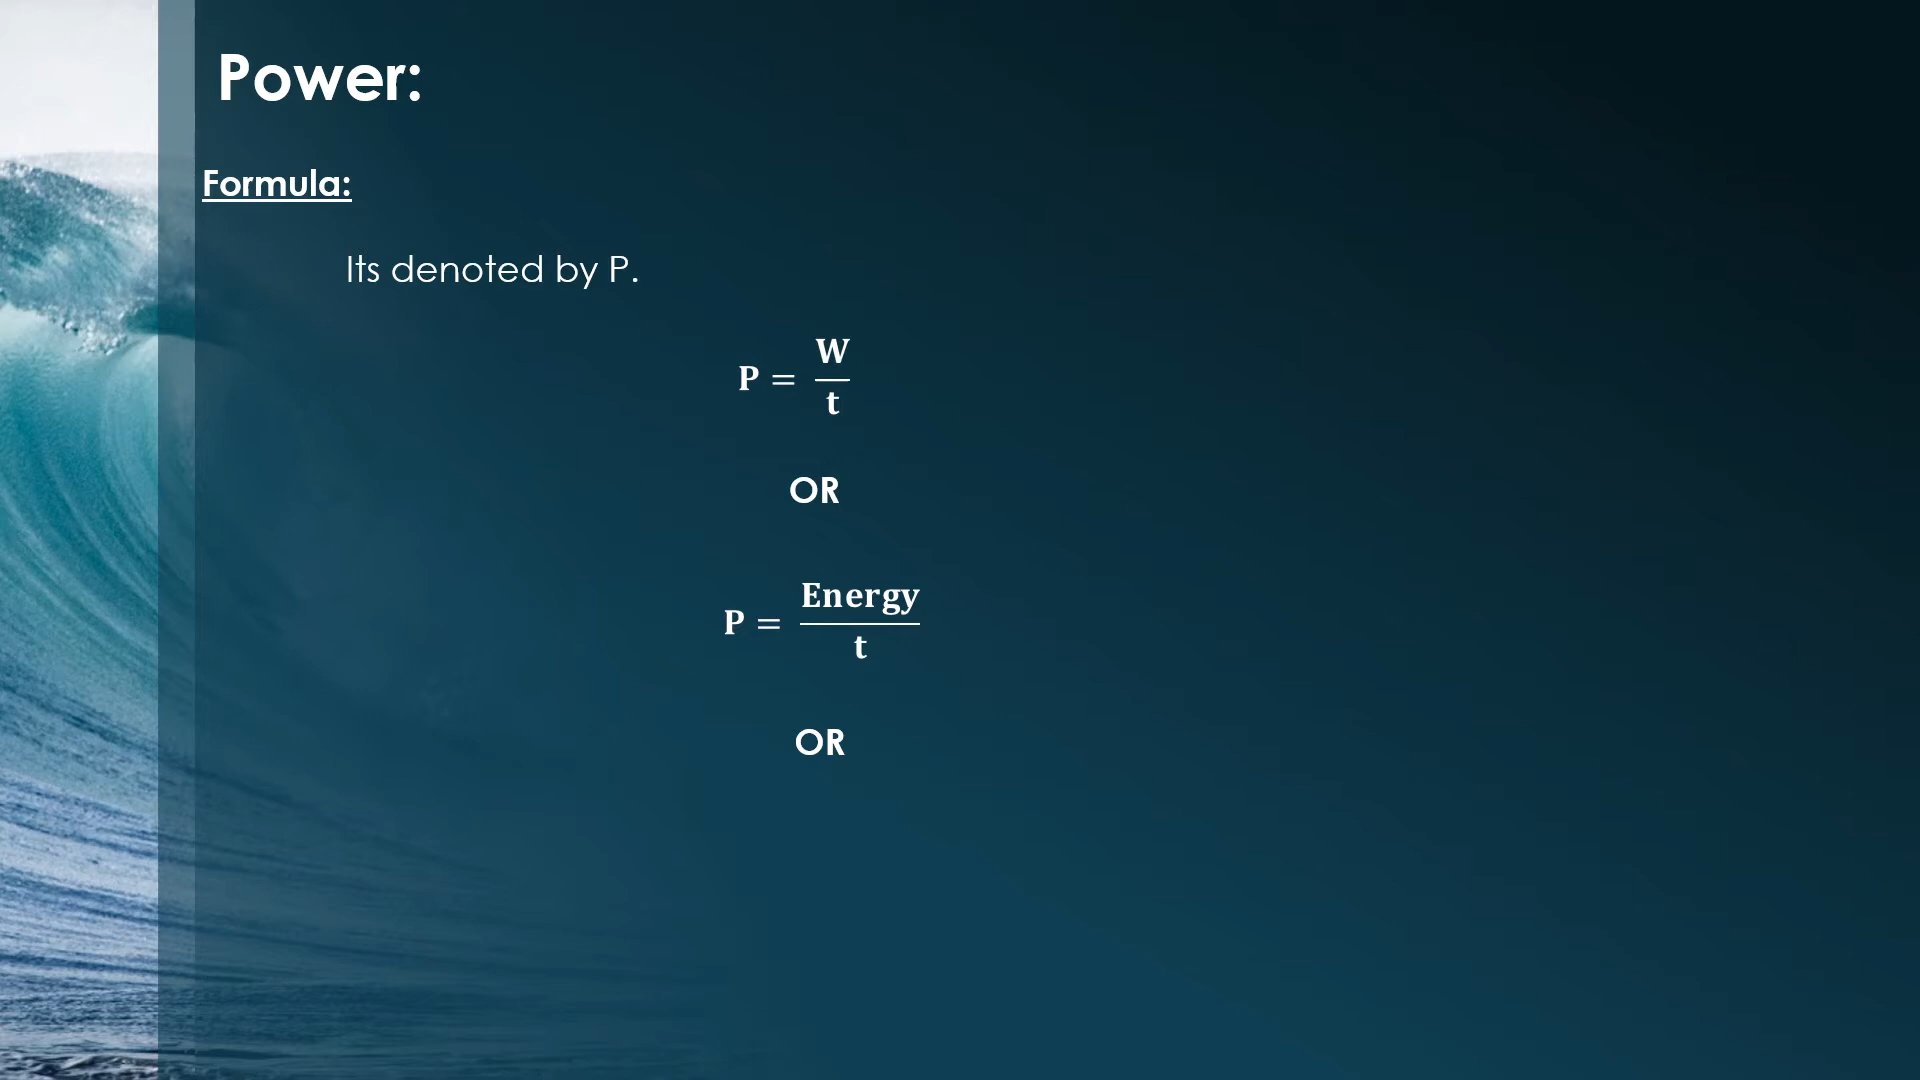 Power:
Formula:
Its denoted by P.
P = W/t
OR
P = Energy/t
OR